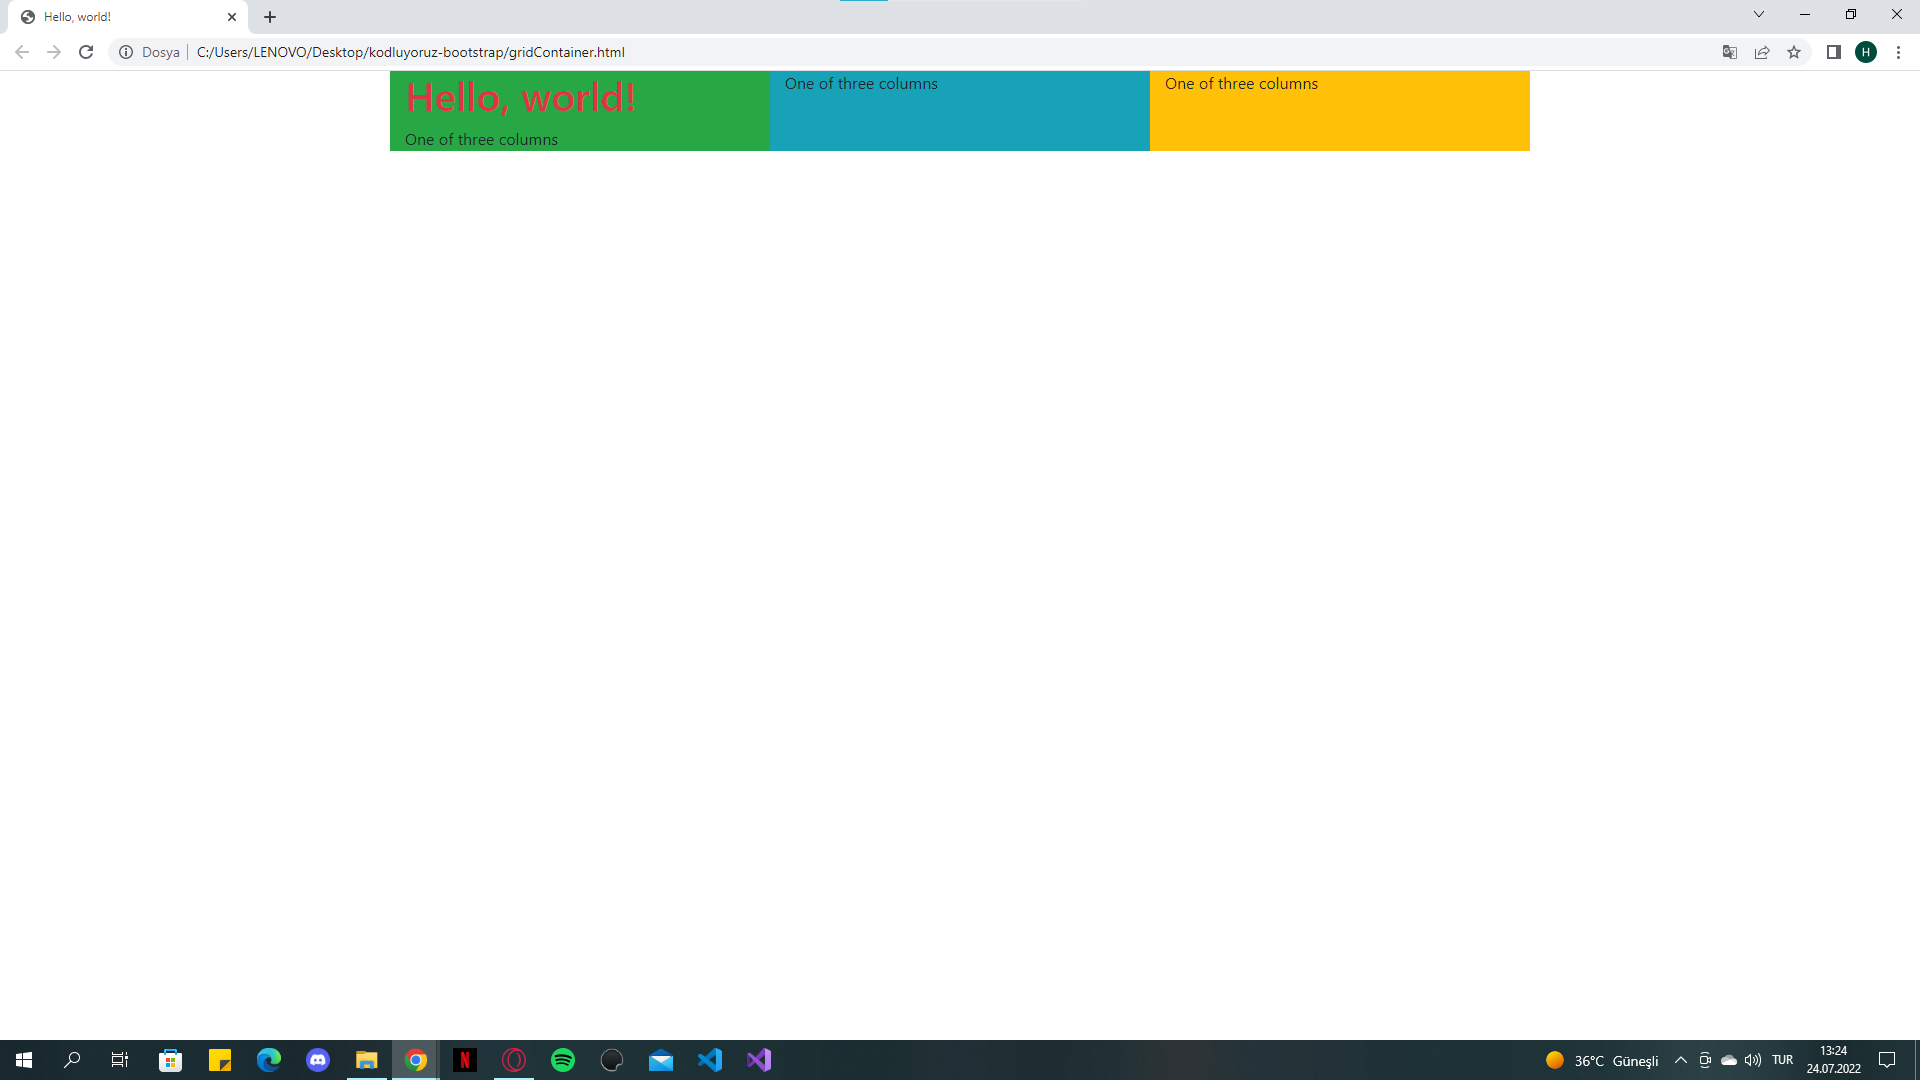 Hello, world!
Dosya C:/Users/LENOVO/Desktop/kodluyoruz-bootstrap/gridContainer.html
H
Hello, world!
One of three columns
One of three columns
One of three columns
N
36°C Güneşli
TUR
13:24
24.07.2022